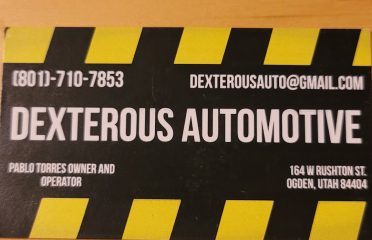 (801)-710-7853
DEXTEROUSAUTO@GMAIL.COM
DEXTEROUS AUTOMOTIVE
PABLO TORRES OWNER AND
OPERATOR
164 W RUSHTON ST.
OGDEN, UTAH 84404